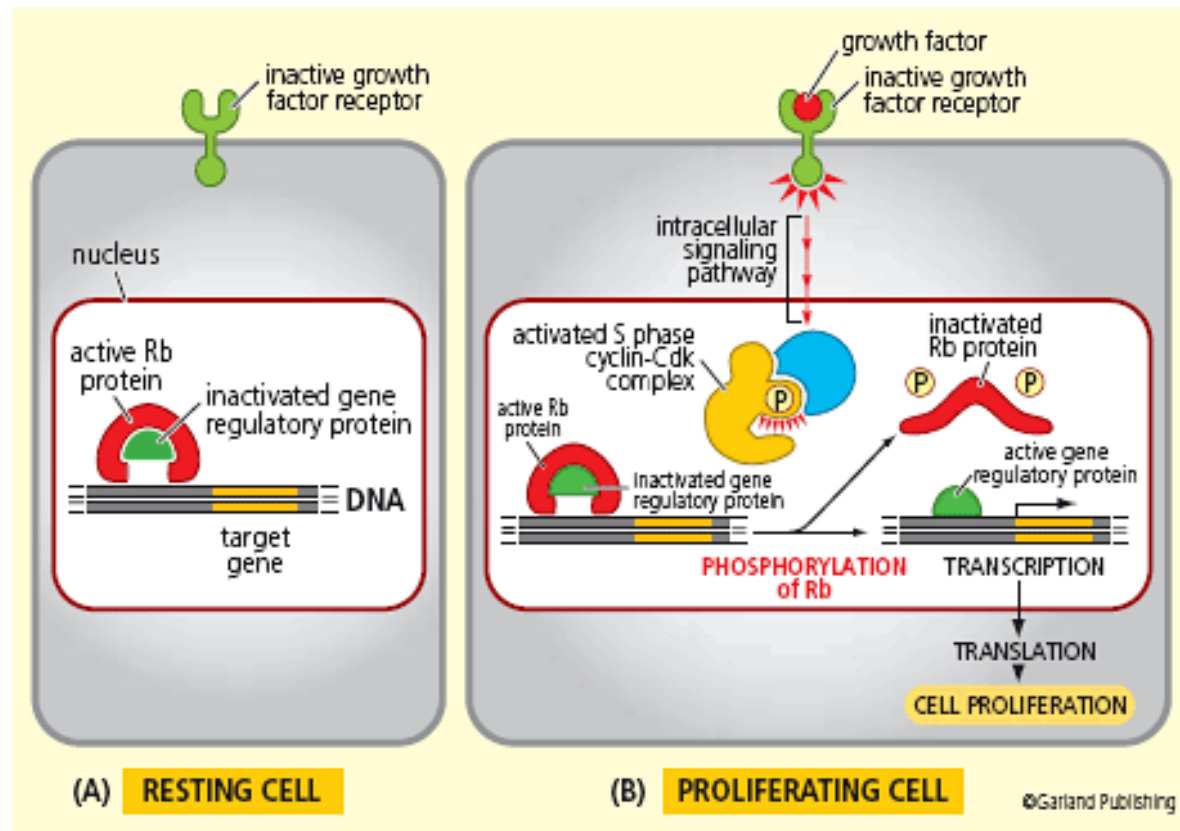 inactive growth
factor receptor
nucleus
active Rb
protein
inactivated gene
regulatory protein
DNA
target
gene
(A) RESTING CELL
growth factor
inactive growth
factor receptor
intracellular
signaling
pathway
activated S phase
cyclin-Cdk
complex
P
inactivated
Rb protein
P P
active Rb
protein
inactivated gene
regulatory protein
active gene
regulatory protein
PHOSPHORYLATION
of Rb
TRANSCRIPTION
TRANSLATION
CELL PROLIFERATION
(B) PROLIFERATING CELL
©Garland Publishing